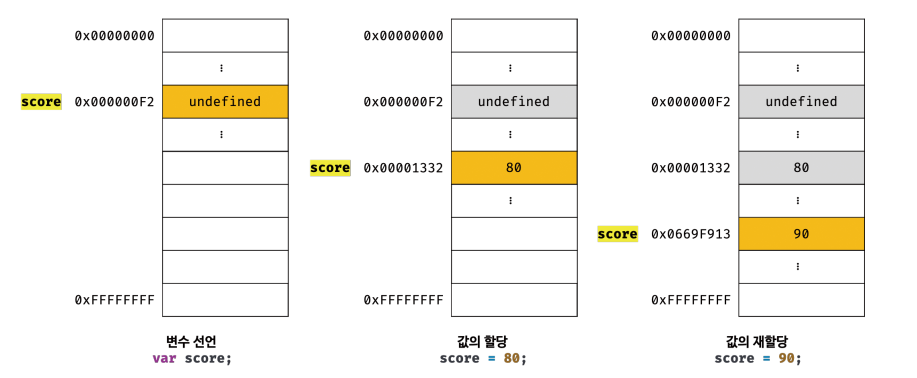 0x00000000
⋮
score 0x000000F2 undefined
⋮
0xFFFFFFFF
변수 선언
var score;
0x00000000
⋮
0x000000F2 undefined
⋮
score 0x00001332 80
⋮
0xFFFFFFFF
값의 할당
score = 80;
0x00000000
⋮
0x000000F2 undefined
⋮
0x00001332 80
⋮
score 0x0669F913 90
⋮
0xFFFFFFFF
값의 재할당
score = 90;